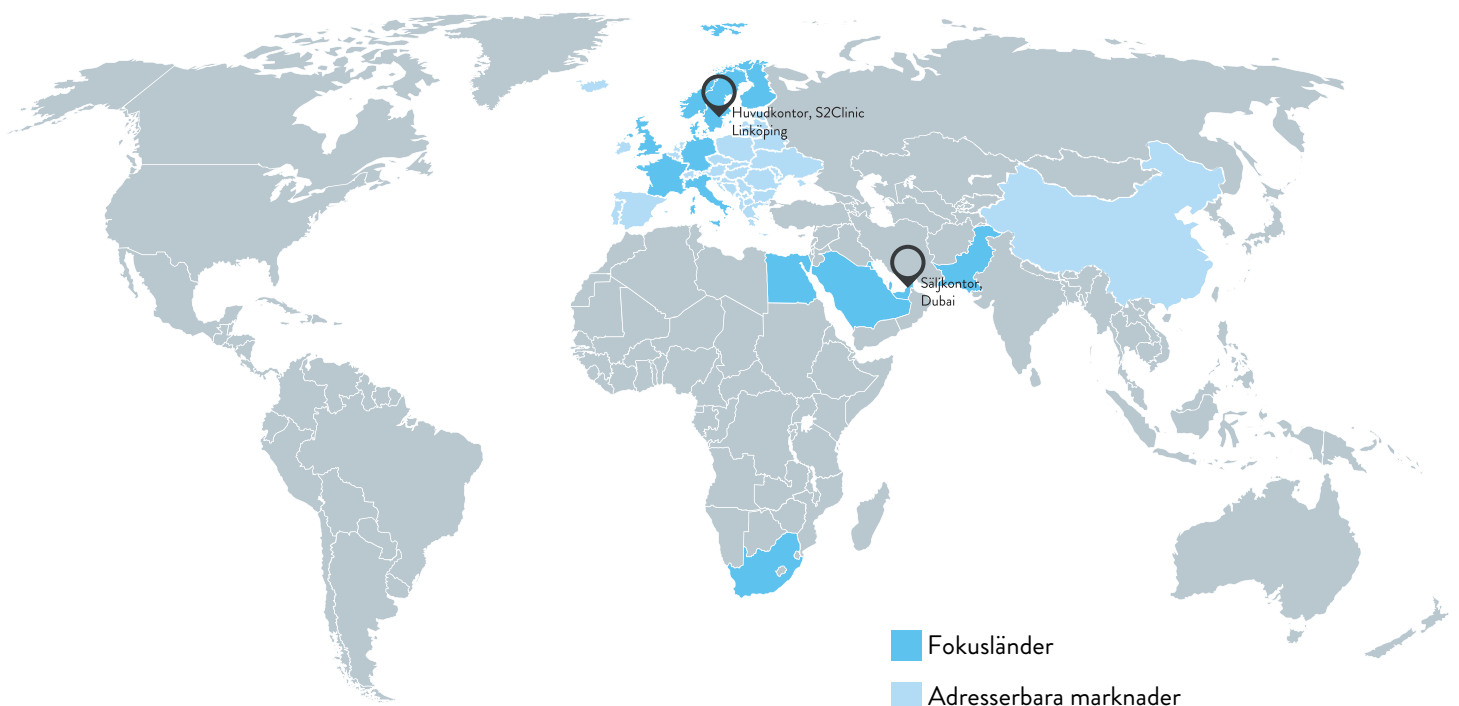 Huvudkontor, S2Clinic
Linköping
Säljkontor,
Dubai
Fokusländer
Adresserbara marknader